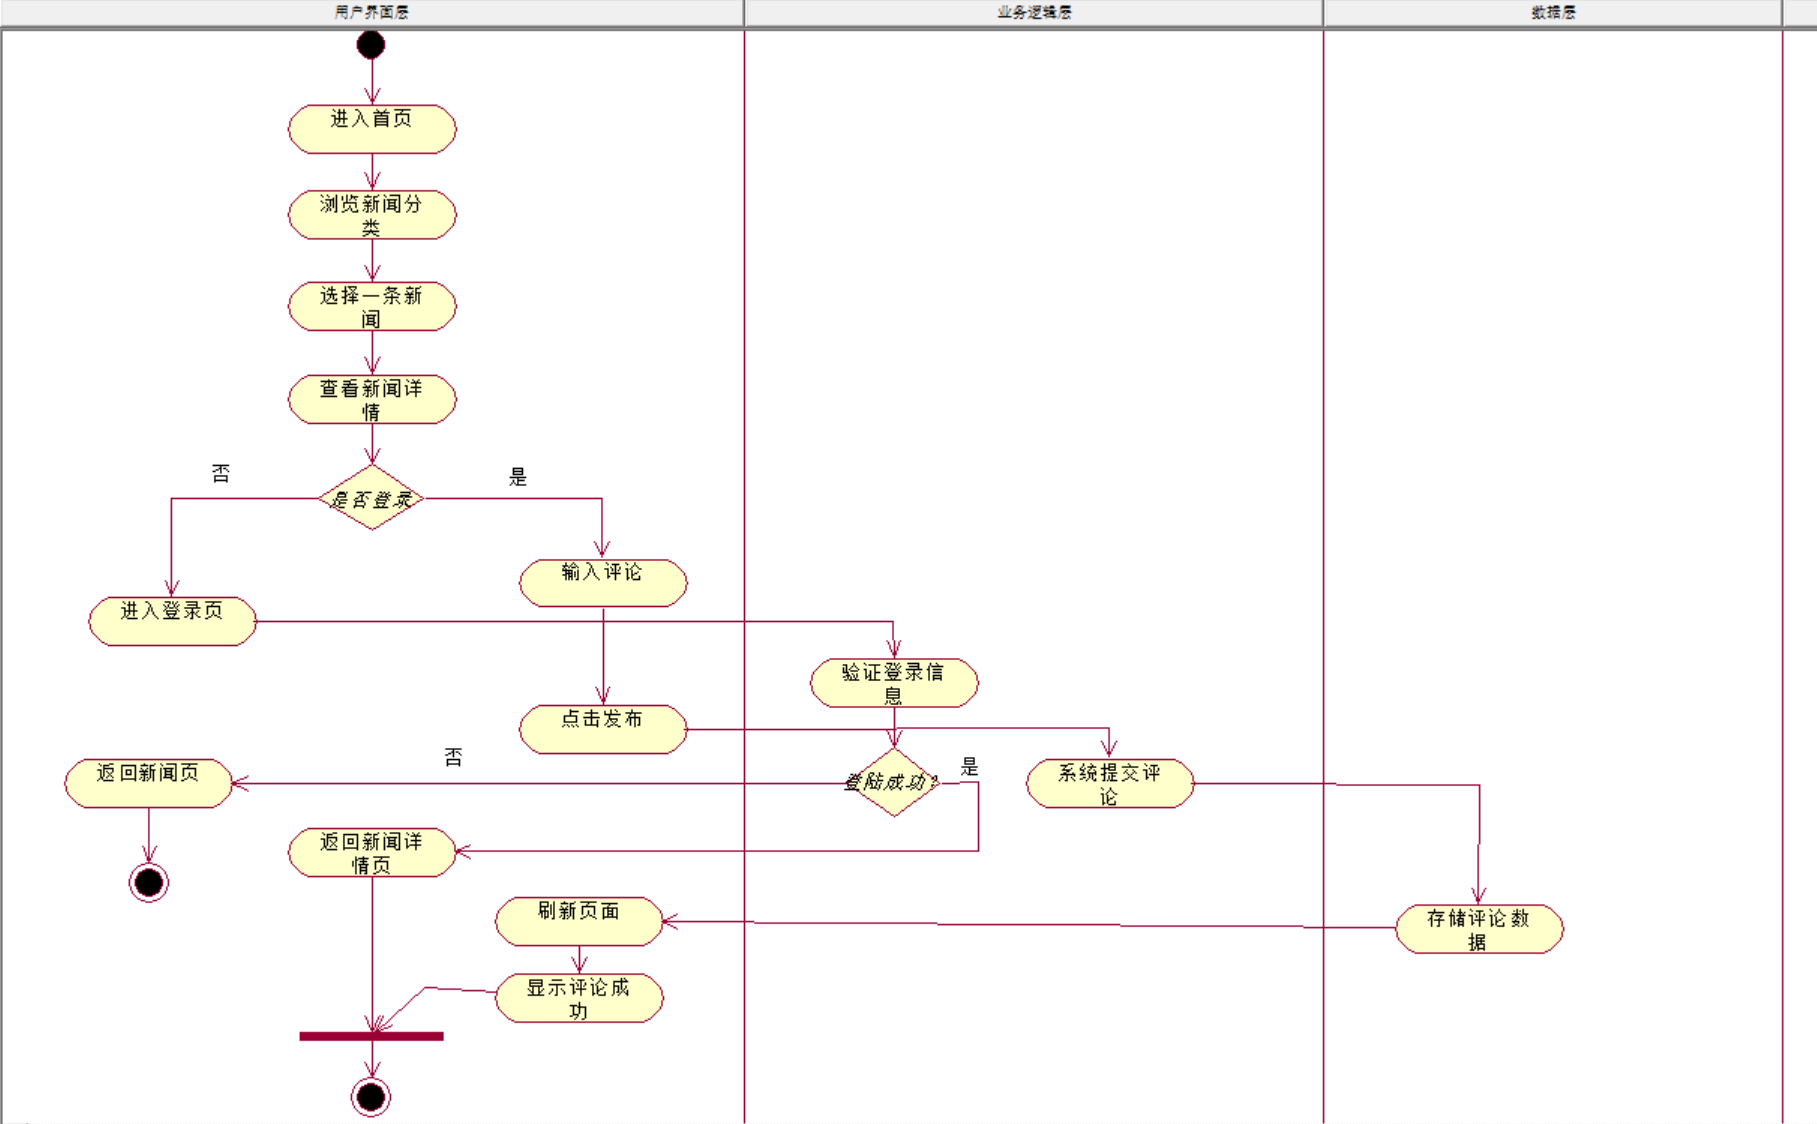 用户界面层
业务逻辑层
数据层
进入首页
浏览新闻分
类
选择一条新
闻
查看新闻详
情
否
是
是否登录
输入评论
进入登录页
验证登录信
息
点击发布
否
是
返回新闻页
登陆成功?
系统提交评
论
返回新闻详
情页
刷新页面
存储评论数
据
显示评论成
功